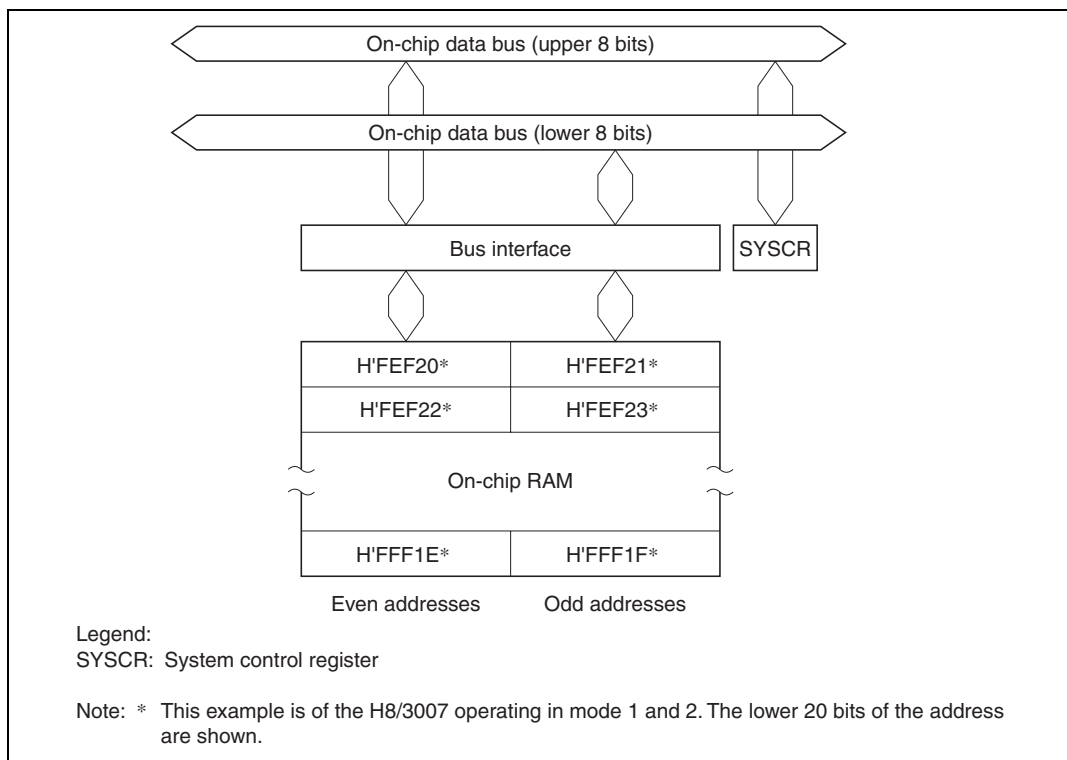 On-chip data bus (upper 8 bits)
On-chip data bus (lower 8 bits)
Bus interface
SYSCR
H'FEF20*
H'FEF21*
H'FEF22*
H'FEF23*
On-chip RAM
H'FFF1E*
H'FFF1F*
Even addresses
Odd addresses
Legend:
SYSCR: System control register
Note: * This example is of the H8/3007 operating in mode 1 and 2. The lower 20 bits of the address
are shown.